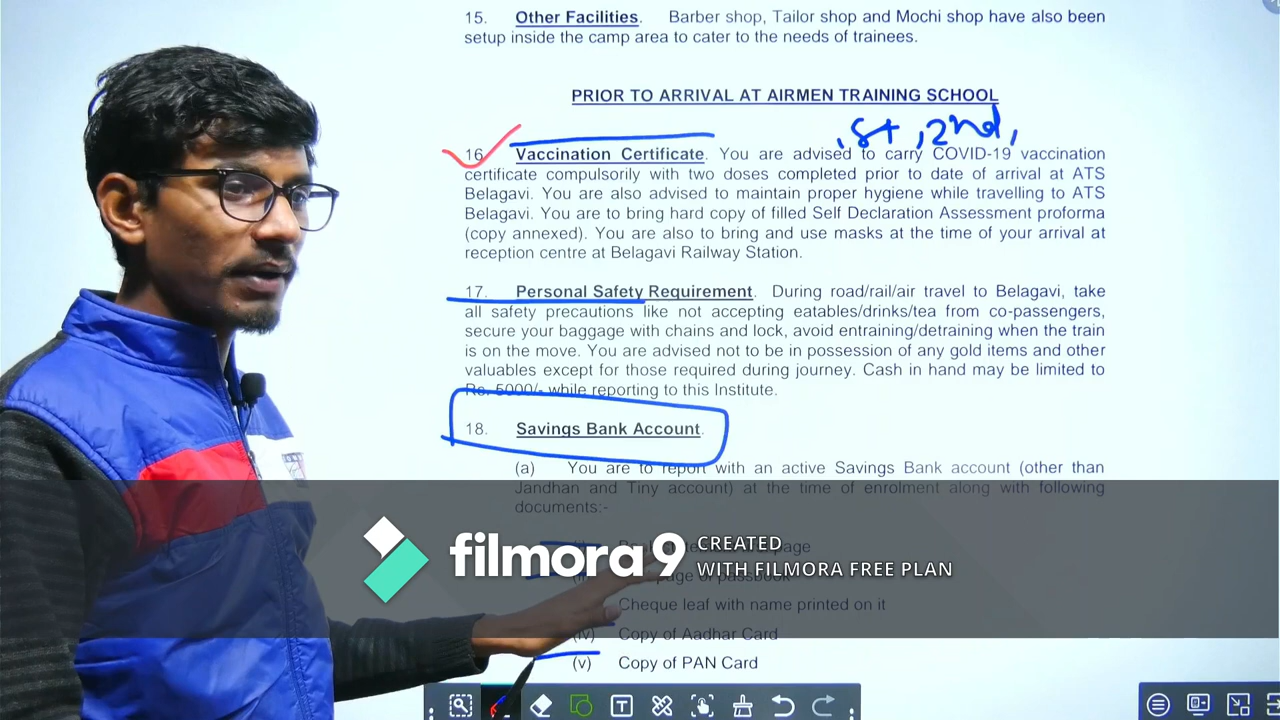 15. Other Facilities. Barber shop, Tailor shop and Mochi shop have also been
setup inside the camp area to cater to the needs of trainees.
PRIOR TO ARRIVAL AT AIRMEN TRAINING SCHOOL
1st, 2nd,
16. Vaccination Certificate. You are advised to carry COVID-19 vaccination
certificate compulsorily with two doses completed prior to date of arrival at ATS
Belagavi. You are also advised to maintain proper hygiene while travelling to ATS
Belagavi. You are to bring hard copy of filled Self Declaration Assessment proforma
(copy annexed). You are also to bring and use masks at the time of your arrival at
reception centre at Belagavi Railway Station.
17. Personal Safety Requirement. During road/rail/air travel to Belagavi, take
all safety precautions like not accepting eatables/drinks/tea from co-passengers,
secure your baggage with chains and lock, avoid entraining/detraining when the train
is on the move. You are advised not to be in possession of any gold items and other
valuables except for those required during journey. Cash in hand may be limited to
Rs. 5000/- while reporting to this Institute.
18. Savings Bank Account.
(a) You are to report with an active Savings Bank account (other than
Jandhan and Tiny account) at the time of enrolment along with following
documents:-
page
page of passbook
Cheque leaf with name printed on it
(iv) Copy of Aadhar Card
(v) Copy of PAN Card
filmora9 CREATED
WITH FILMORA FREE PLAN